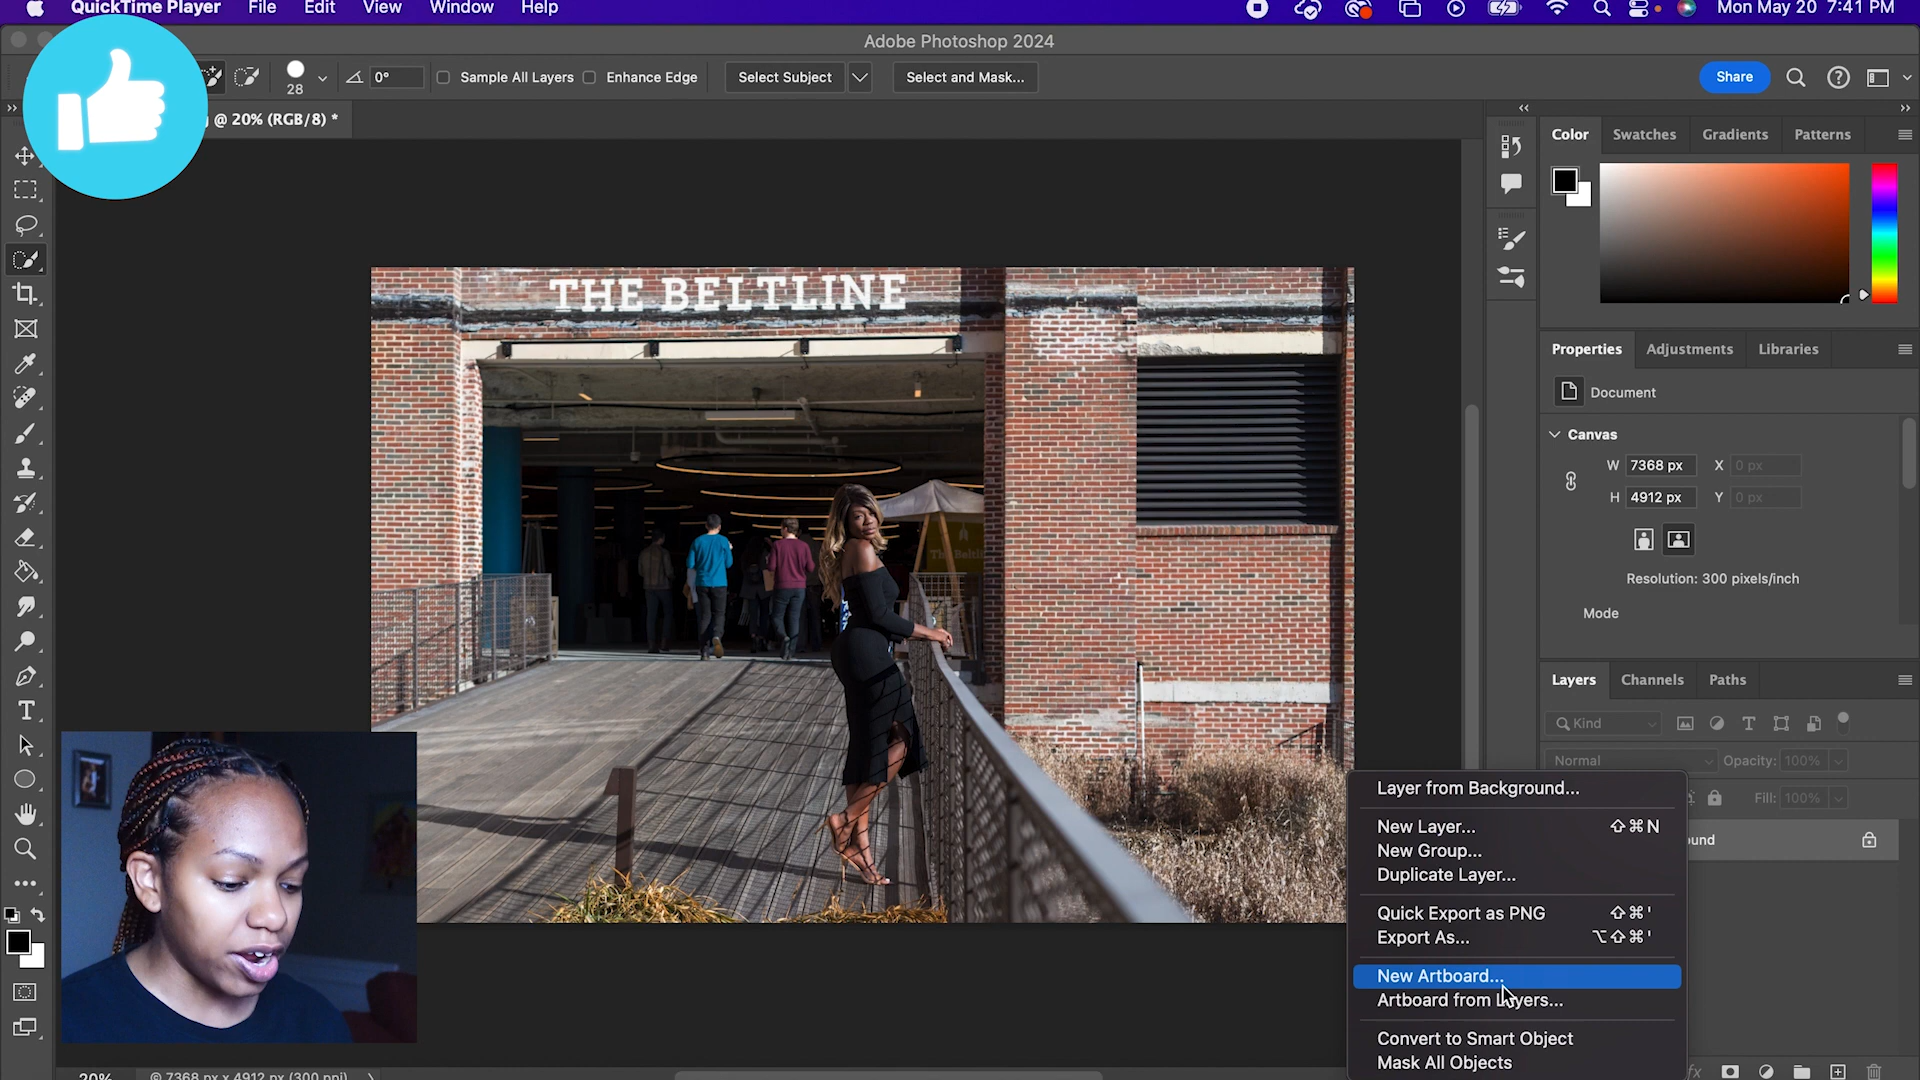 QuickTime Player File Edit View Window Help Mon May 20 7:41 PM
Adobe Photoshop 2024
28 0° Sample All Layers Enhance Edge Select Subject Select and Mask... Share
@ 20% (RGB/8) *
Color Swatches Gradients Patterns
THE BELTLINE
Properties Adjustments Libraries
Document
Canvas
W 7368 px X 0 px
H 4912 px Y 0 px
Resolution: 300 pixels/inch
Mode
Layers Channels Paths
Kind
Normal Opacity: 100%
Fill: 100%
Layer from Background...
New Layer... ⇧⌘N
New Group...
Duplicate Layer...
Quick Export as PNG ⇧⌘'
Export As... ⌥⇧⌘'
New Artboard...
Artboard from Layers...
Convert to Smart Object
Mask All Objects
20% 7368 px x 4912 px (300 ppi)